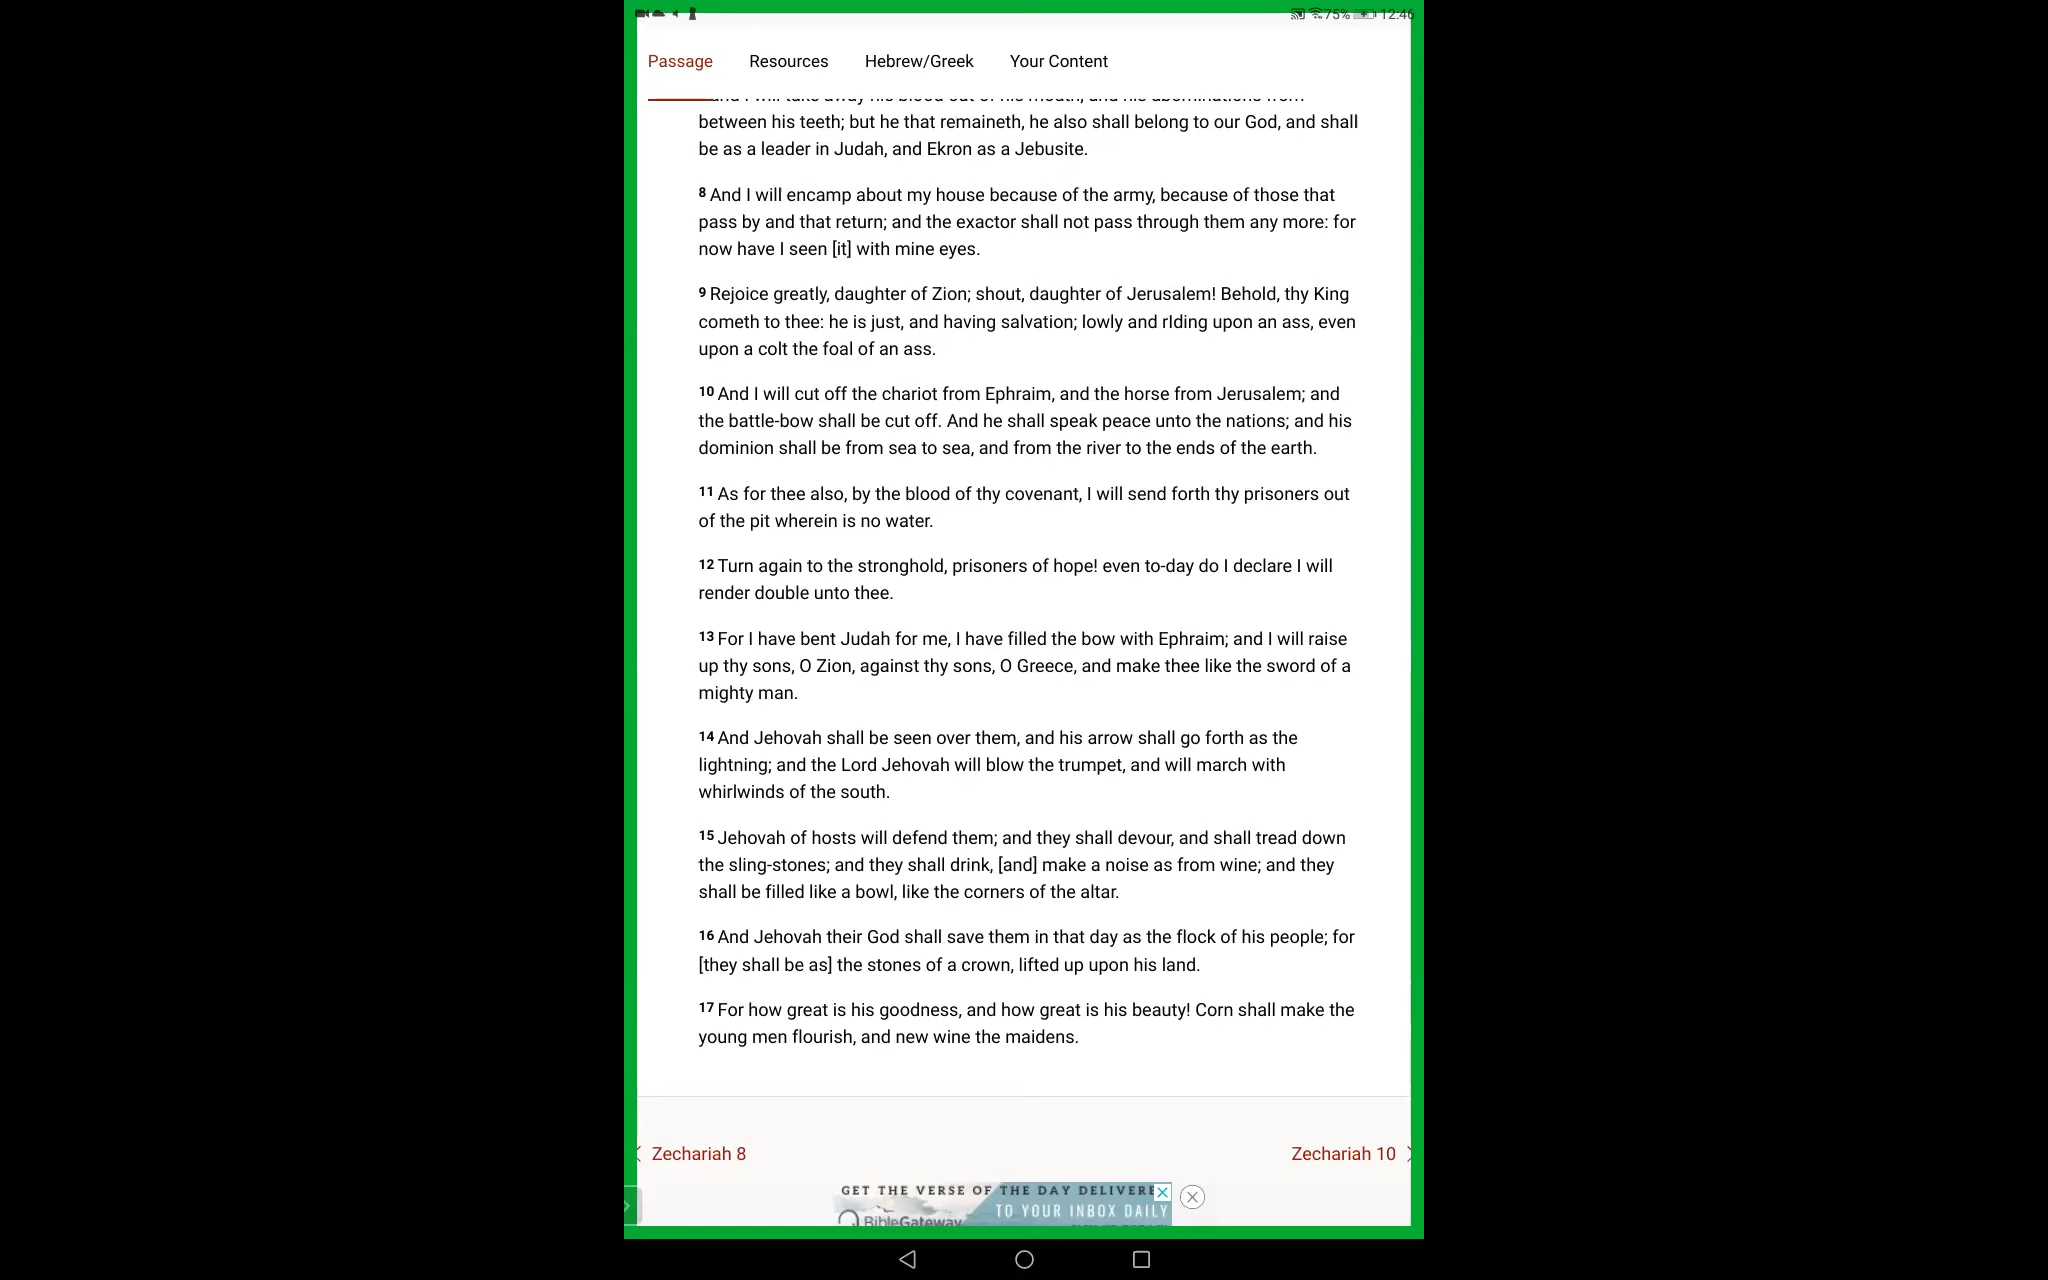 75% 12:46
Passage Resources Hebrew/Greek Your Content
and I will take away his blood out of his mouth, and his abominations from
between his teeth; but he that remaineth, he also shall belong to our God, and shall
be as a leader in Judah, and Ekron as a Jebusite.
8 And I will encamp about my house because of the army, because of those that
pass by and that return; and the exactor shall not pass through them any more: for
now have I seen [it] with mine eyes.
9 Rejoice greatly, daughter of Zion; shout, daughter of Jerusalem! Behold, thy King
cometh to thee: he is just, and having salvation; lowly and rIding upon an ass, even
upon a colt the foal of an ass.
10 And I will cut off the chariot from Ephraim, and the horse from Jerusalem; and
the battle-bow shall be cut off. And he shall speak peace unto the nations; and his
dominion shall be from sea to sea, and from the river to the ends of the earth.
11 As for thee also, by the blood of thy covenant, I will send forth thy prisoners out
of the pit wherein is no water.
12 Turn again to the stronghold, prisoners of hope! even to-day do I declare I will
render double unto thee.
13 For I have bent Judah for me, I have filled the bow with Ephraim; and I will raise
up thy sons, O Zion, against thy sons, O Greece, and make thee like the sword of a
mighty man.
14 And Jehovah shall be seen over them, and his arrow shall go forth as the
lightning; and the Lord Jehovah will blow the trumpet, and will march with
whirlwinds of the south.
15 Jehovah of hosts will defend them; and they shall devour, and shall tread down
the sling-stones; and they shall drink, [and] make a noise as from wine; and they
shall be filled like a bowl, like the corners of the altar.
16 And Jehovah their God shall save them in that day as the flock of his people; for
[they shall be as] the stones of a crown, lifted up upon his land.
17 For how great is his goodness, and how great is his beauty! Corn shall make the
young men flourish, and new wine the maidens.
Zechariah 8 Zechariah 10
GET THE VERSE OF THE DAY DELIVERE
TO YOUR INBOX DAILY
BibleGateway